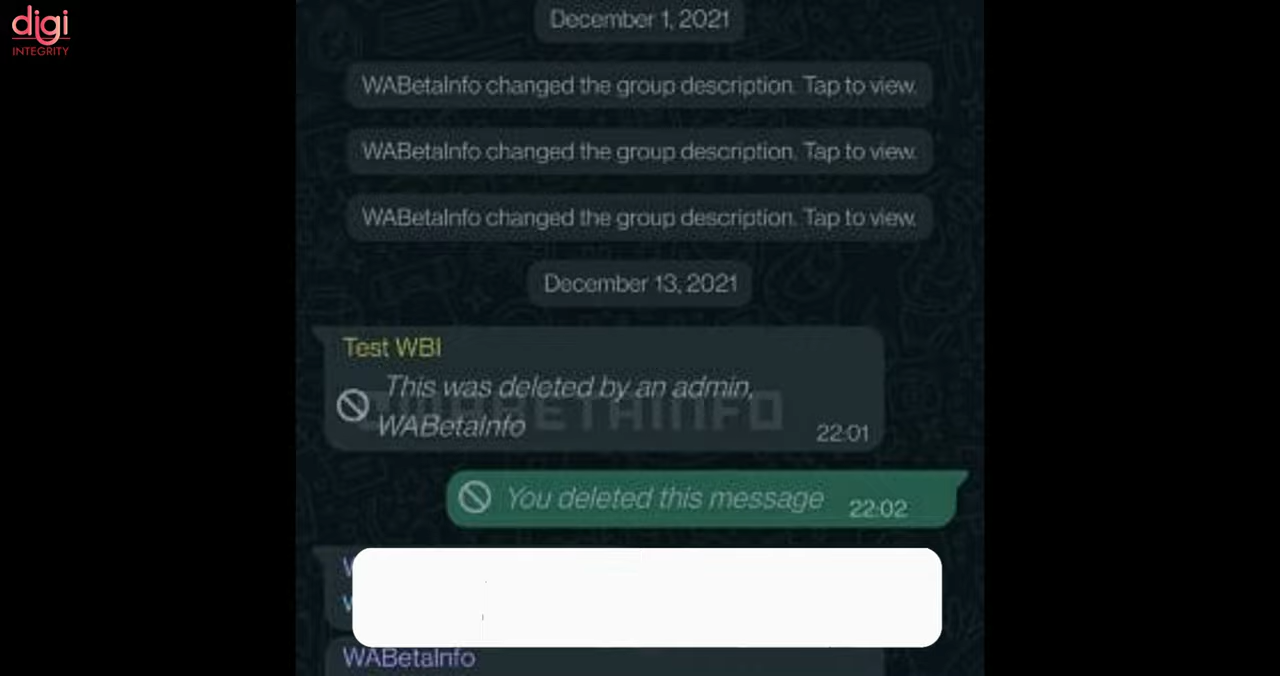 digi
INTEGRITY
December 1, 2021
WABetaInfo changed the group description. Tap to view.
WABetaInfo changed the group description. Tap to view.
WABetaInfo changed the group description. Tap to view.
December 13, 2021
Test WBI
This was deleted by an admin,
WABetaInfo
WABETAINFO
22:01
You deleted this message 22:02
WABetaInfo